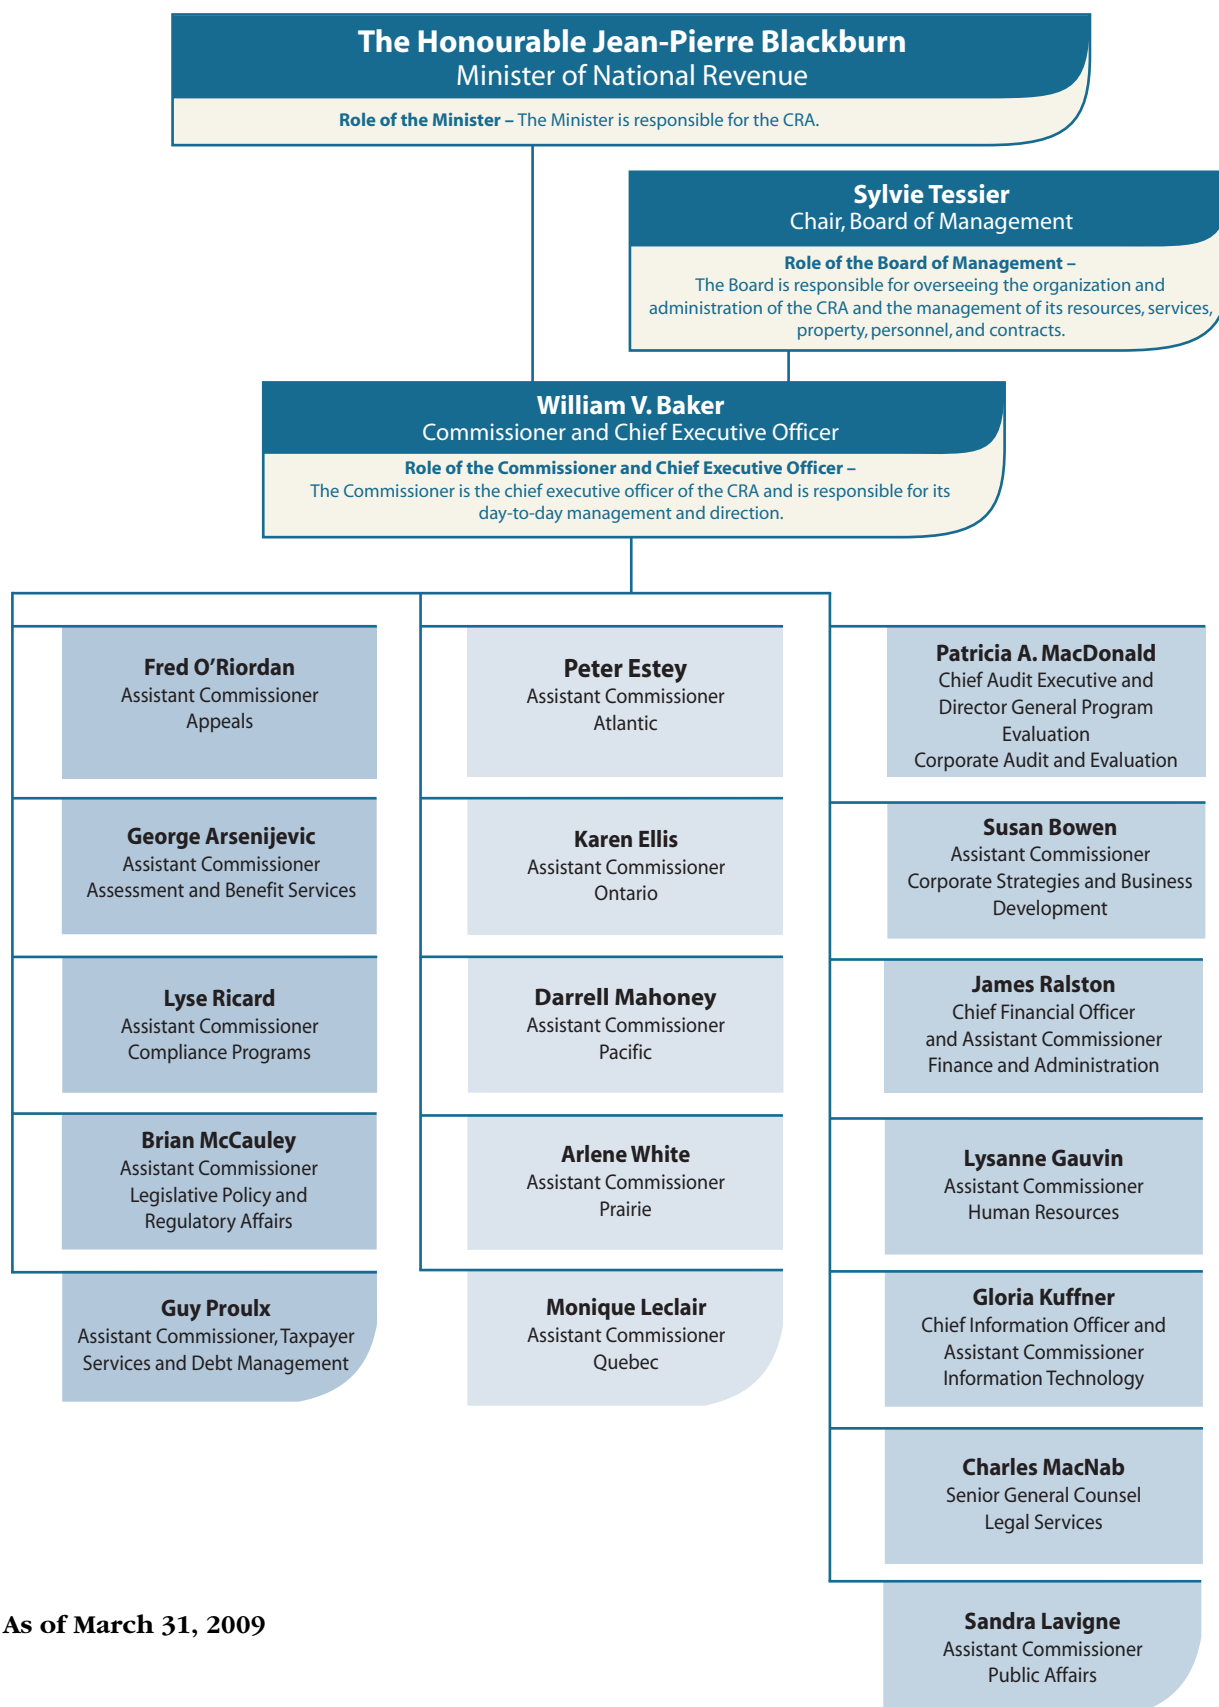 The Honourable Jean-Pierre Blackburn
Minister of National Revenue
Role of the Minister – The Minister is responsible for the CRA.
Sylvie Tessier
Chair, Board of Management
Role of the Board of Management –
The Board is responsible for overseeing the organization and
administration of the CRA and the management of its resources, services,
property, personnel, and contracts.
William V. Baker
Commissioner and Chief Executive Officer
Role of the Commissioner and Chief Executive Officer –
The Commissioner is the chief executive officer of the CRA and is responsible for its
day-to-day management and direction.
Fred O’Riordan
Assistant Commissioner
Appeals
George Arsenijevic
Assistant Commissioner
Assessment and Benefit Services
Lyse Ricard
Assistant Commissioner
Compliance Programs
Brian McCauley
Assistant Commissioner
Legislative Policy and
Regulatory Affairs
Guy Proulx
Assistant Commissioner, Taxpayer
Services and Debt Management
Peter Estey
Assistant Commissioner
Atlantic
Karen Ellis
Assistant Commissioner
Ontario
Darrell Mahoney
Assistant Commissioner
Pacific
Arlene White
Assistant Commissioner
Prairie
Monique Leclair
Assistant Commissioner
Quebec
Patricia A. MacDonald
Chief Audit Executive and
Director General Program
Evaluation
Corporate Audit and Evaluation
Susan Bowen
Assistant Commissioner
Corporate Strategies and Business
Development
James Ralston
Chief Financial Officer
and Assistant Commissioner
Finance and Administration
Lysanne Gauvin
Assistant Commissioner
Human Resources
Gloria Kuffner
Chief Information Officer and
Assistant Commissioner
Information Technology
Charles MacNab
Senior General Counsel
Legal Services
Sandra Lavigne
Assistant Commissioner
Public Affairs
As of March 31, 2009